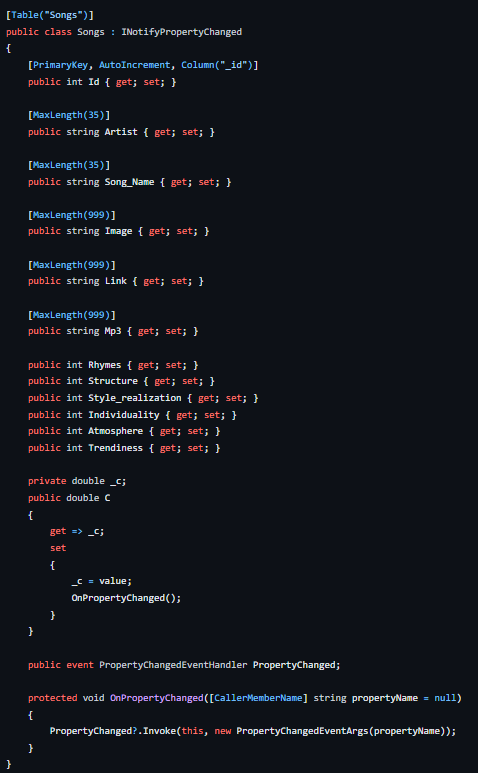 [Table("Songs")]
public class Songs : INotifyPropertyChanged
{
    [PrimaryKey, AutoIncrement, Column("_id")]
    public int Id { get; set; }

    [MaxLength(35)]
    public string Artist { get; set; }

    [MaxLength(35)]
    public string Song_Name { get; set; }

    [MaxLength(999)]
    public string Image { get; set; }

    [MaxLength(999)]
    public string Link { get; set; }

    [MaxLength(999)]
    public string Mp3 { get; set; }

    public int Rhymes { get; set; }
    public int Structure { get; set; }
    public int Style_realization { get; set; }
    public int Individuality { get; set; }
    public int Atmosphere { get; set; }
    public int Trendiness { get; set; }

    private double _c;
    public double C
    {
        get => _c;
        set
        {
            _c = value;
            OnPropertyChanged();
        }
    }

    public event PropertyChangedEventHandler PropertyChanged;

    protected void OnPropertyChanged([CallerMemberName] string propertyName = null)
    {
        PropertyChanged?.Invoke(this, new PropertyChangedEventArgs(propertyName));
    }
}